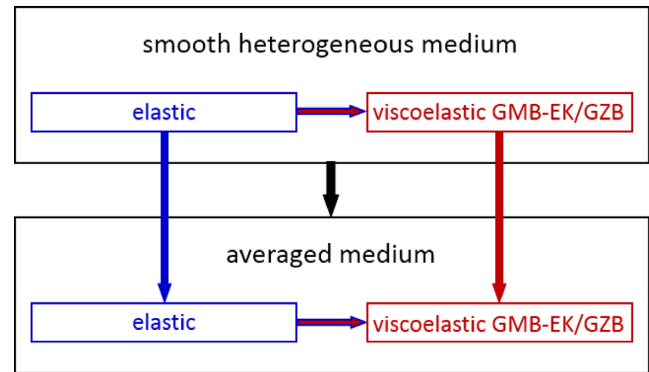 smooth heterogeneous medium
elastic
viscoelastic GMB-EK/GZB
averaged medium
elastic
viscoelastic GMB-EK/GZB